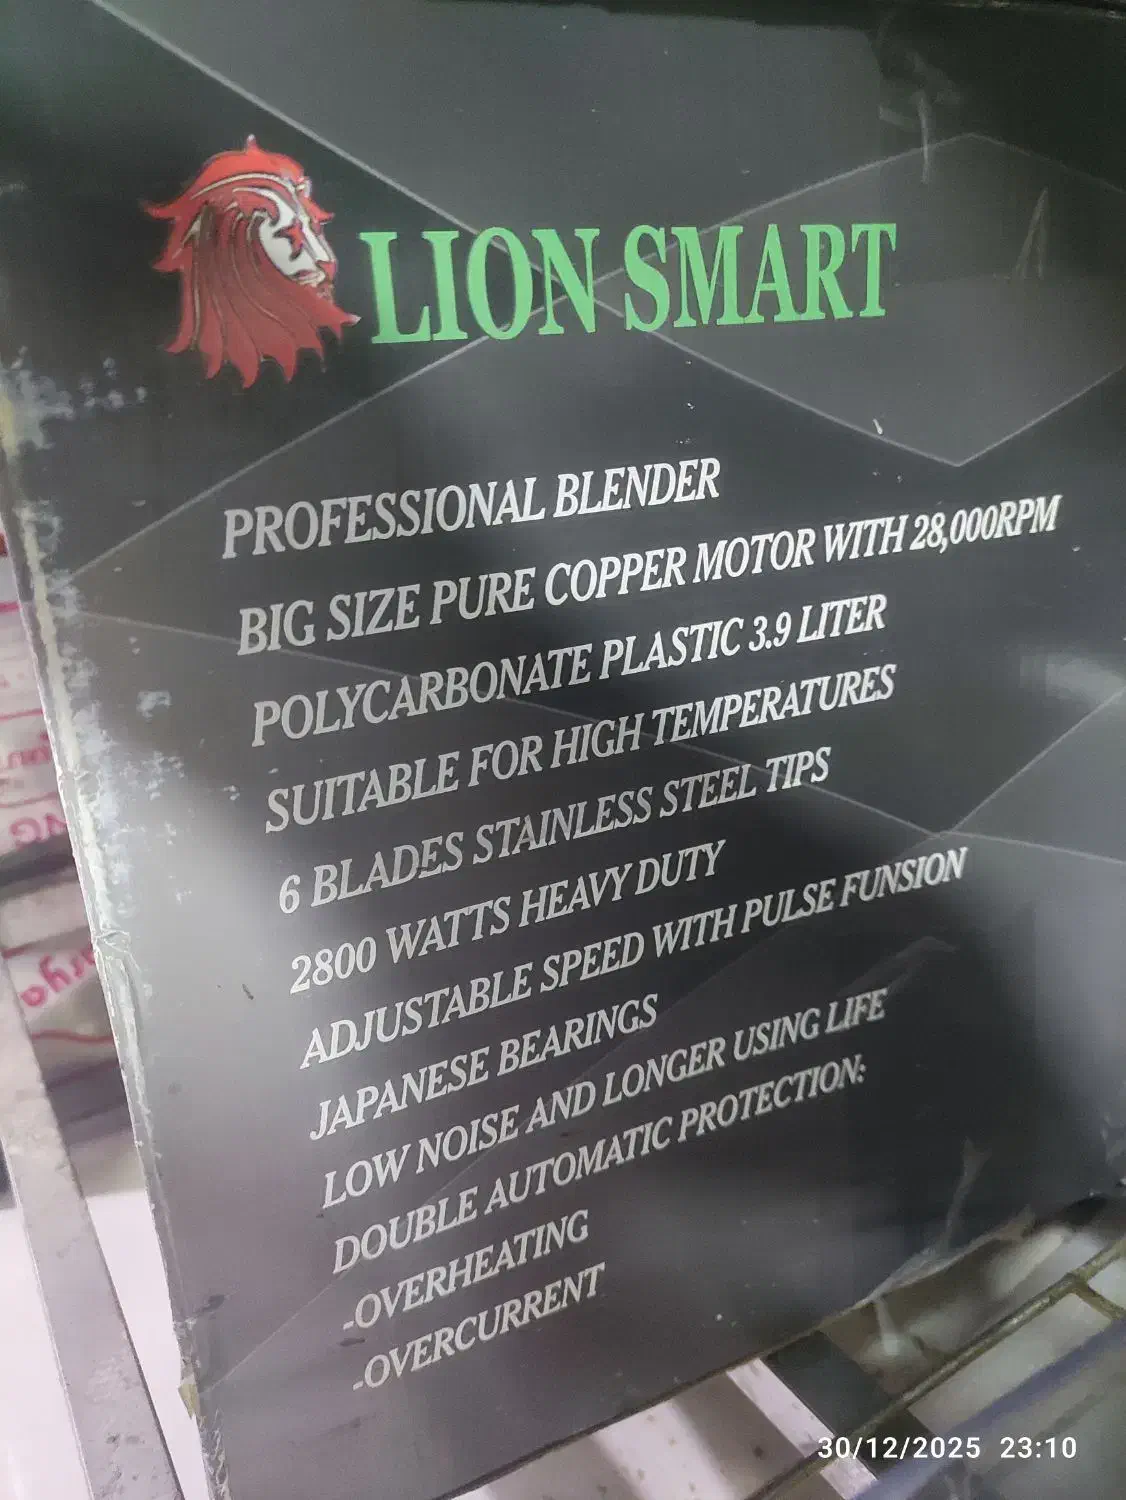 LION SMART
PROFESSIONAL BLENDER
BIG SIZE PURE COPPER MOTOR WITH 28,000RPM
POLYCARBONATE PLASTIC 3.9 LITER
SUITABLE FOR HIGH TEMPERATURES
6 BLADES STAINLESS STEEL TIPS
2800 WATTS HEAVY DUTY
ADJUSTABLE SPEED WITH PULSE FUNSION
JAPANESE BEARINGS
LOW NOISE AND LONGER USING LIFE
DOUBLE AUTOMATIC PROTECTION:
-OVERHEATING
-OVERCURRENT
30/12/2025 23:10